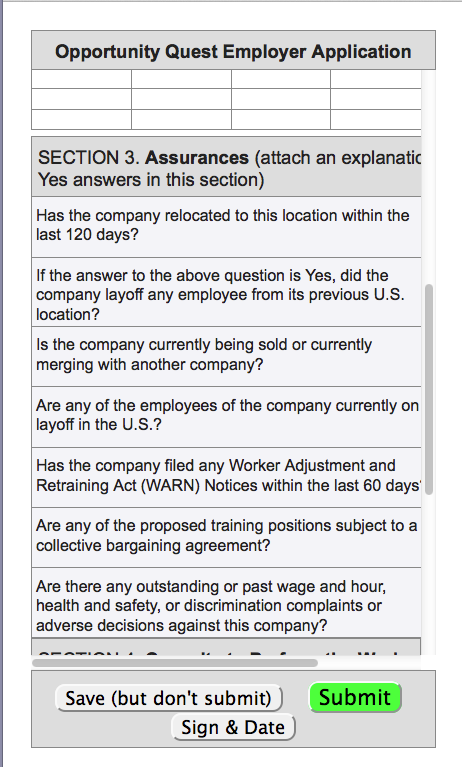 Opportunity Quest Employer Application
SECTION 3. Assurances (attach an explanatic
Yes answers in this section)
Has the company relocated to this location within the
last 120 days?
If the answer to the above question is Yes, did the
company layoff any employee from its previous U.S.
location?
Is the company currently being sold or currently
merging with another company?
Are any of the employees of the company currently on
layoff in the U.S.?
Has the company filed any Worker Adjustment and
Retraining Act (WARN) Notices within the last 60 days
Are any of the proposed training positions subject to a
collective bargaining agreement?
Are there any outstanding or past wage and hour,
health and safety, or discrimination complaints or
adverse decisions against this company?
Save (but don't submit)
Submit
Sign & Date